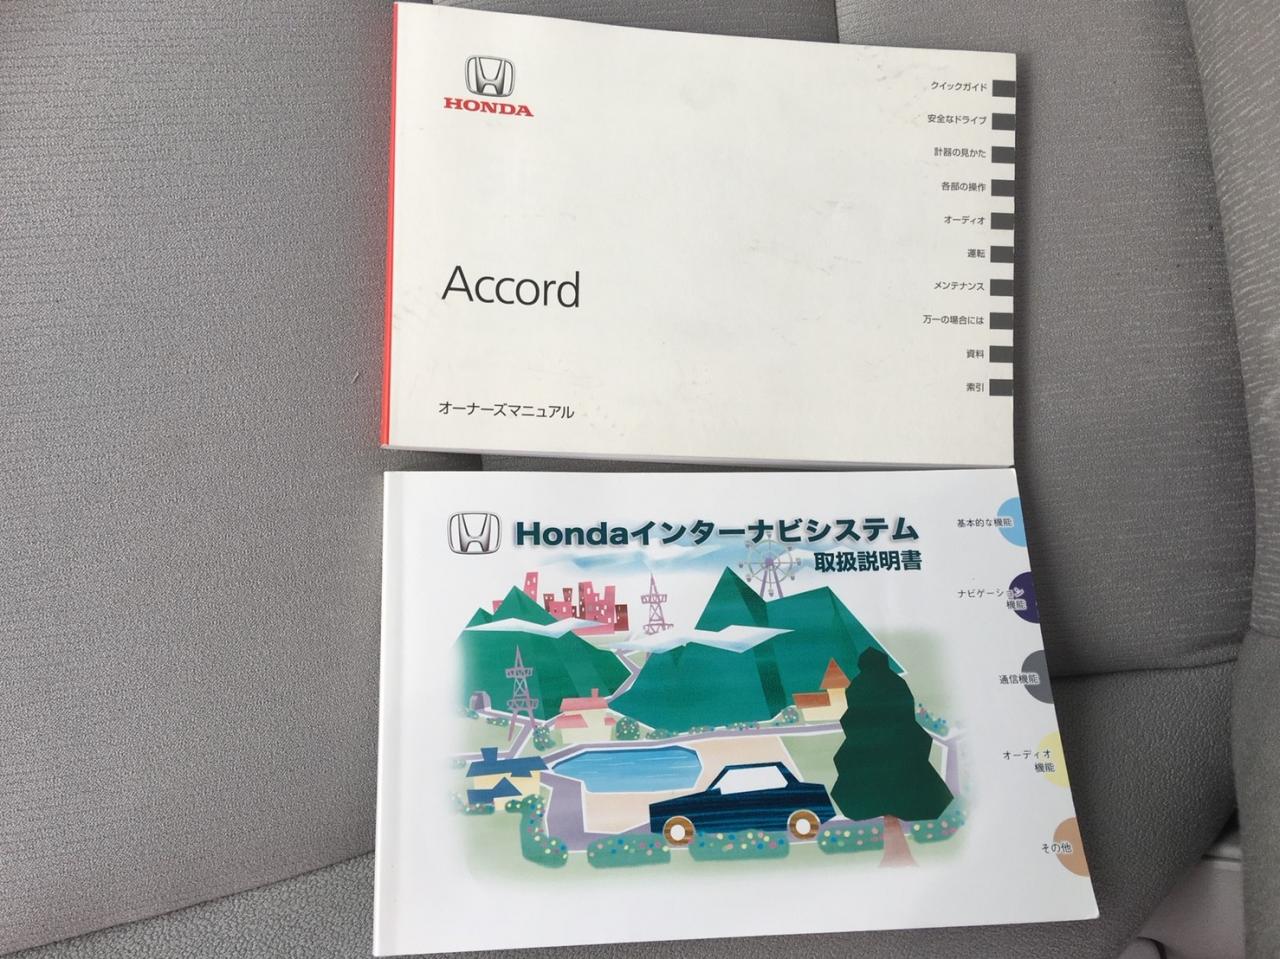 HONDA
Accord
オーナーズマニュアル
クイックガイド
安全なドライブ
計器の見かた
各部の操作
オーディオ
運転
メンテナンス
万一の場合には
資料
索引
Hondaインターナビシステム
取扱説明書
基本的な機能
ナビゲーション
機能
通信機能
オーディオ
機能
その他